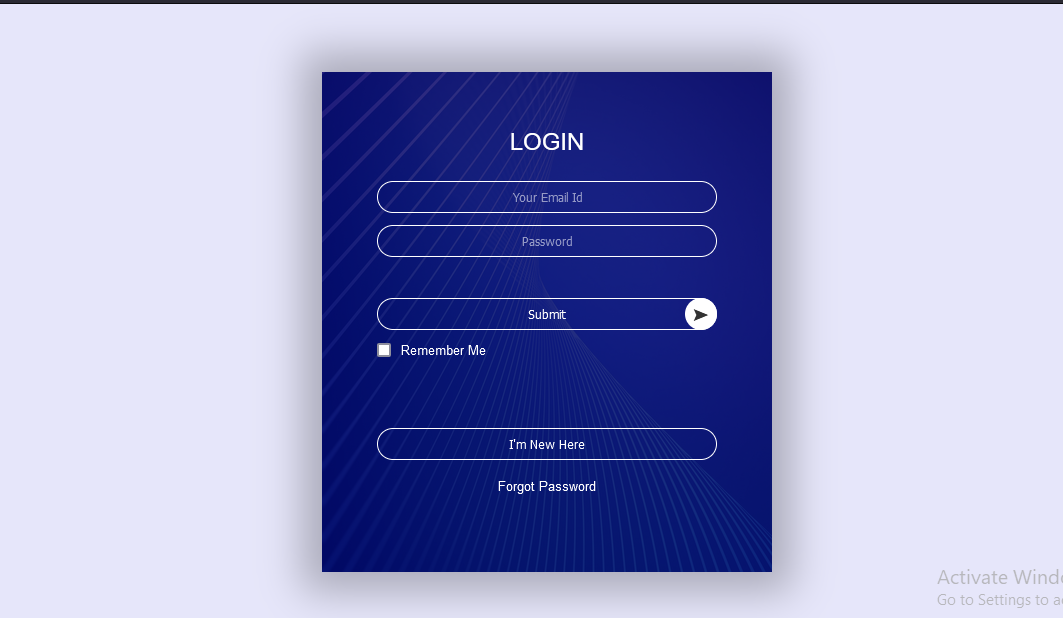 LOGIN
Your Email Id
Password
Submit
Remember Me
I'm New Here
Forgot Password
Activate Windo
Go to Settings to a